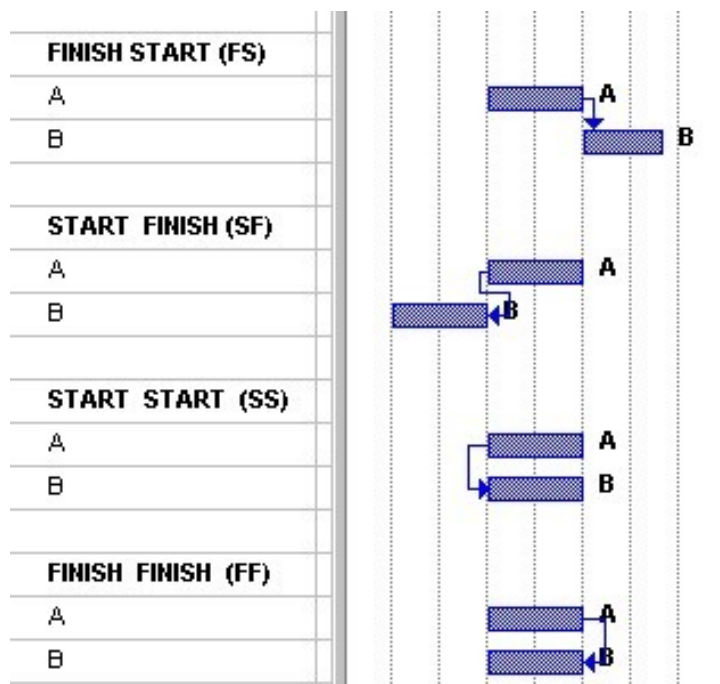 FINISH START (FS)
A A
B B
START FINISH (SF)
A A
B B
START START (SS)
A A
B B
FINISH FINISH (FF)
A A
B B